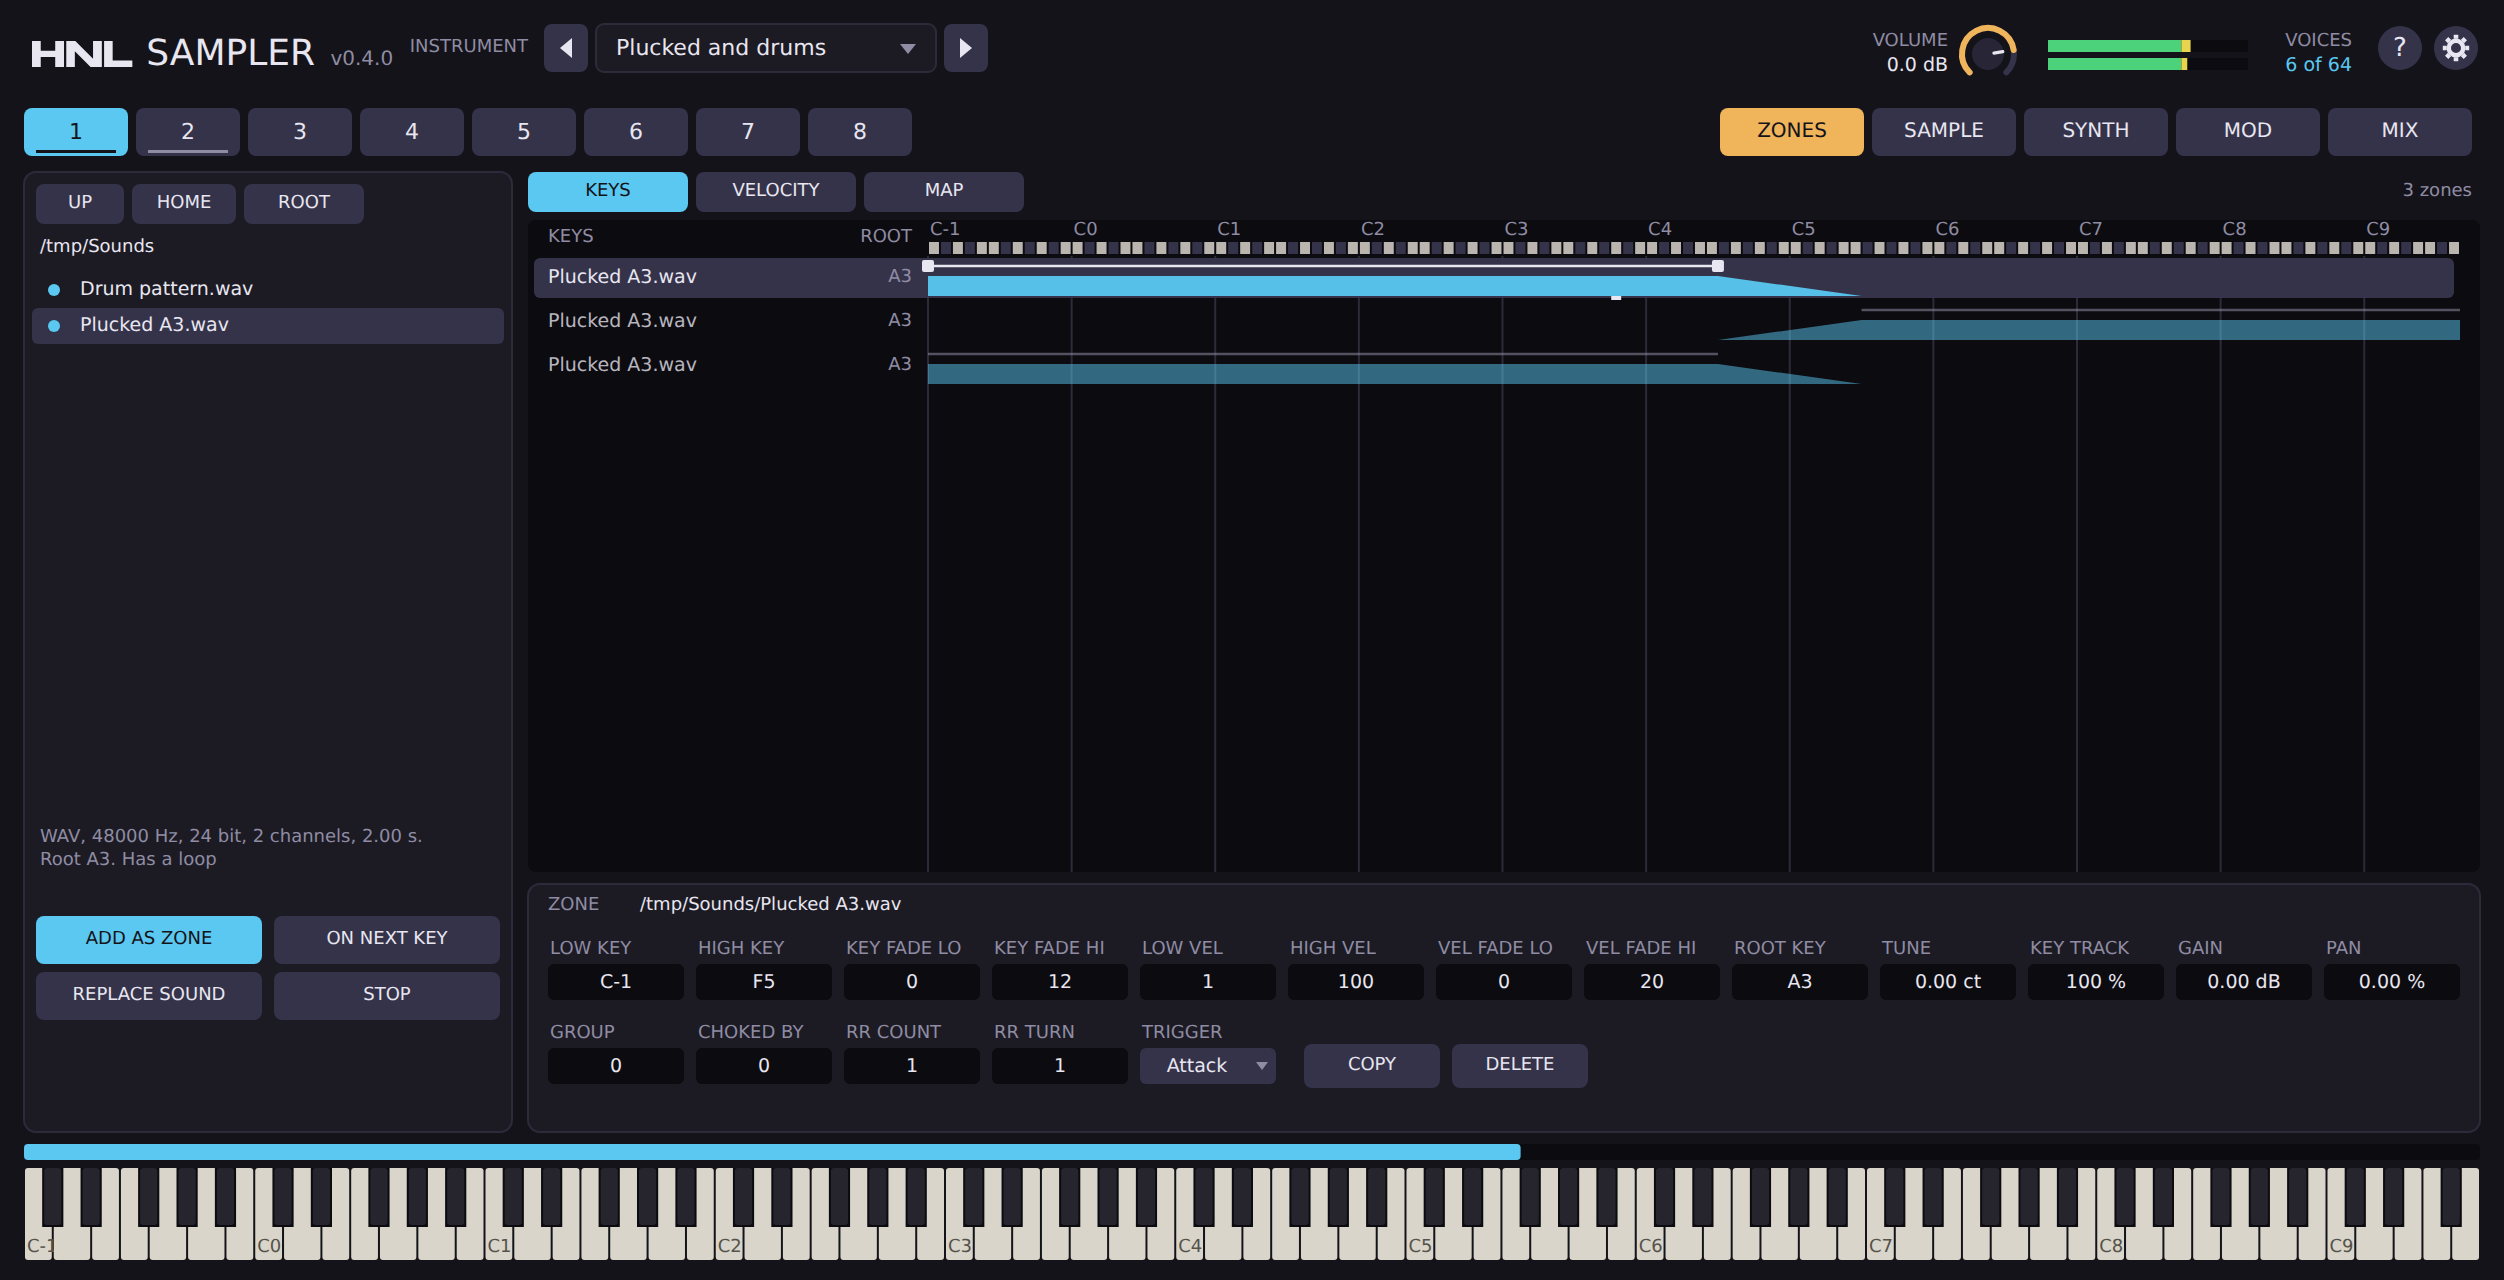 HNL SAMPLER v0.4.0 INSTRUMENT Plucked and drums
VOLUME
0.0 dB
VOICES
6 of 64
?
1 2 3 4 5 6 7 8
ZONES SAMPLE SYNTH MOD MIX
UP HOME ROOT
/tmp/Sounds
Drum pattern.wav
Plucked A3.wav
WAV, 48000 Hz, 24 bit, 2 channels, 2.00 s.
Root A3. Has a loop
ADD AS ZONE ON NEXT KEY
REPLACE SOUND STOP
KEYS VELOCITY MAP
3 zones
KEYS ROOT C-1 C0 C1 C2 C3 C4 C5 C6 C7 C8 C9
Plucked A3.wav A3
Plucked A3.wav A3
Plucked A3.wav A3
ZONE /tmp/Sounds/Plucked A3.wav
LOW KEY HIGH KEY KEY FADE LO KEY FADE HI LOW VEL HIGH VEL VEL FADE LO VEL FADE HI ROOT KEY TUNE KEY TRACK GAIN PAN
C-1 F5 0 12 1 100 0 20 A3 0.00 ct 100 % 0.00 dB 0.00 %
GROUP CHOKED BY RR COUNT RR TURN TRIGGER
0 0 1 1 Attack COPY DELETE
C-1 C0 C1 C2 C3 C4 C5 C6 C7 C8 C9